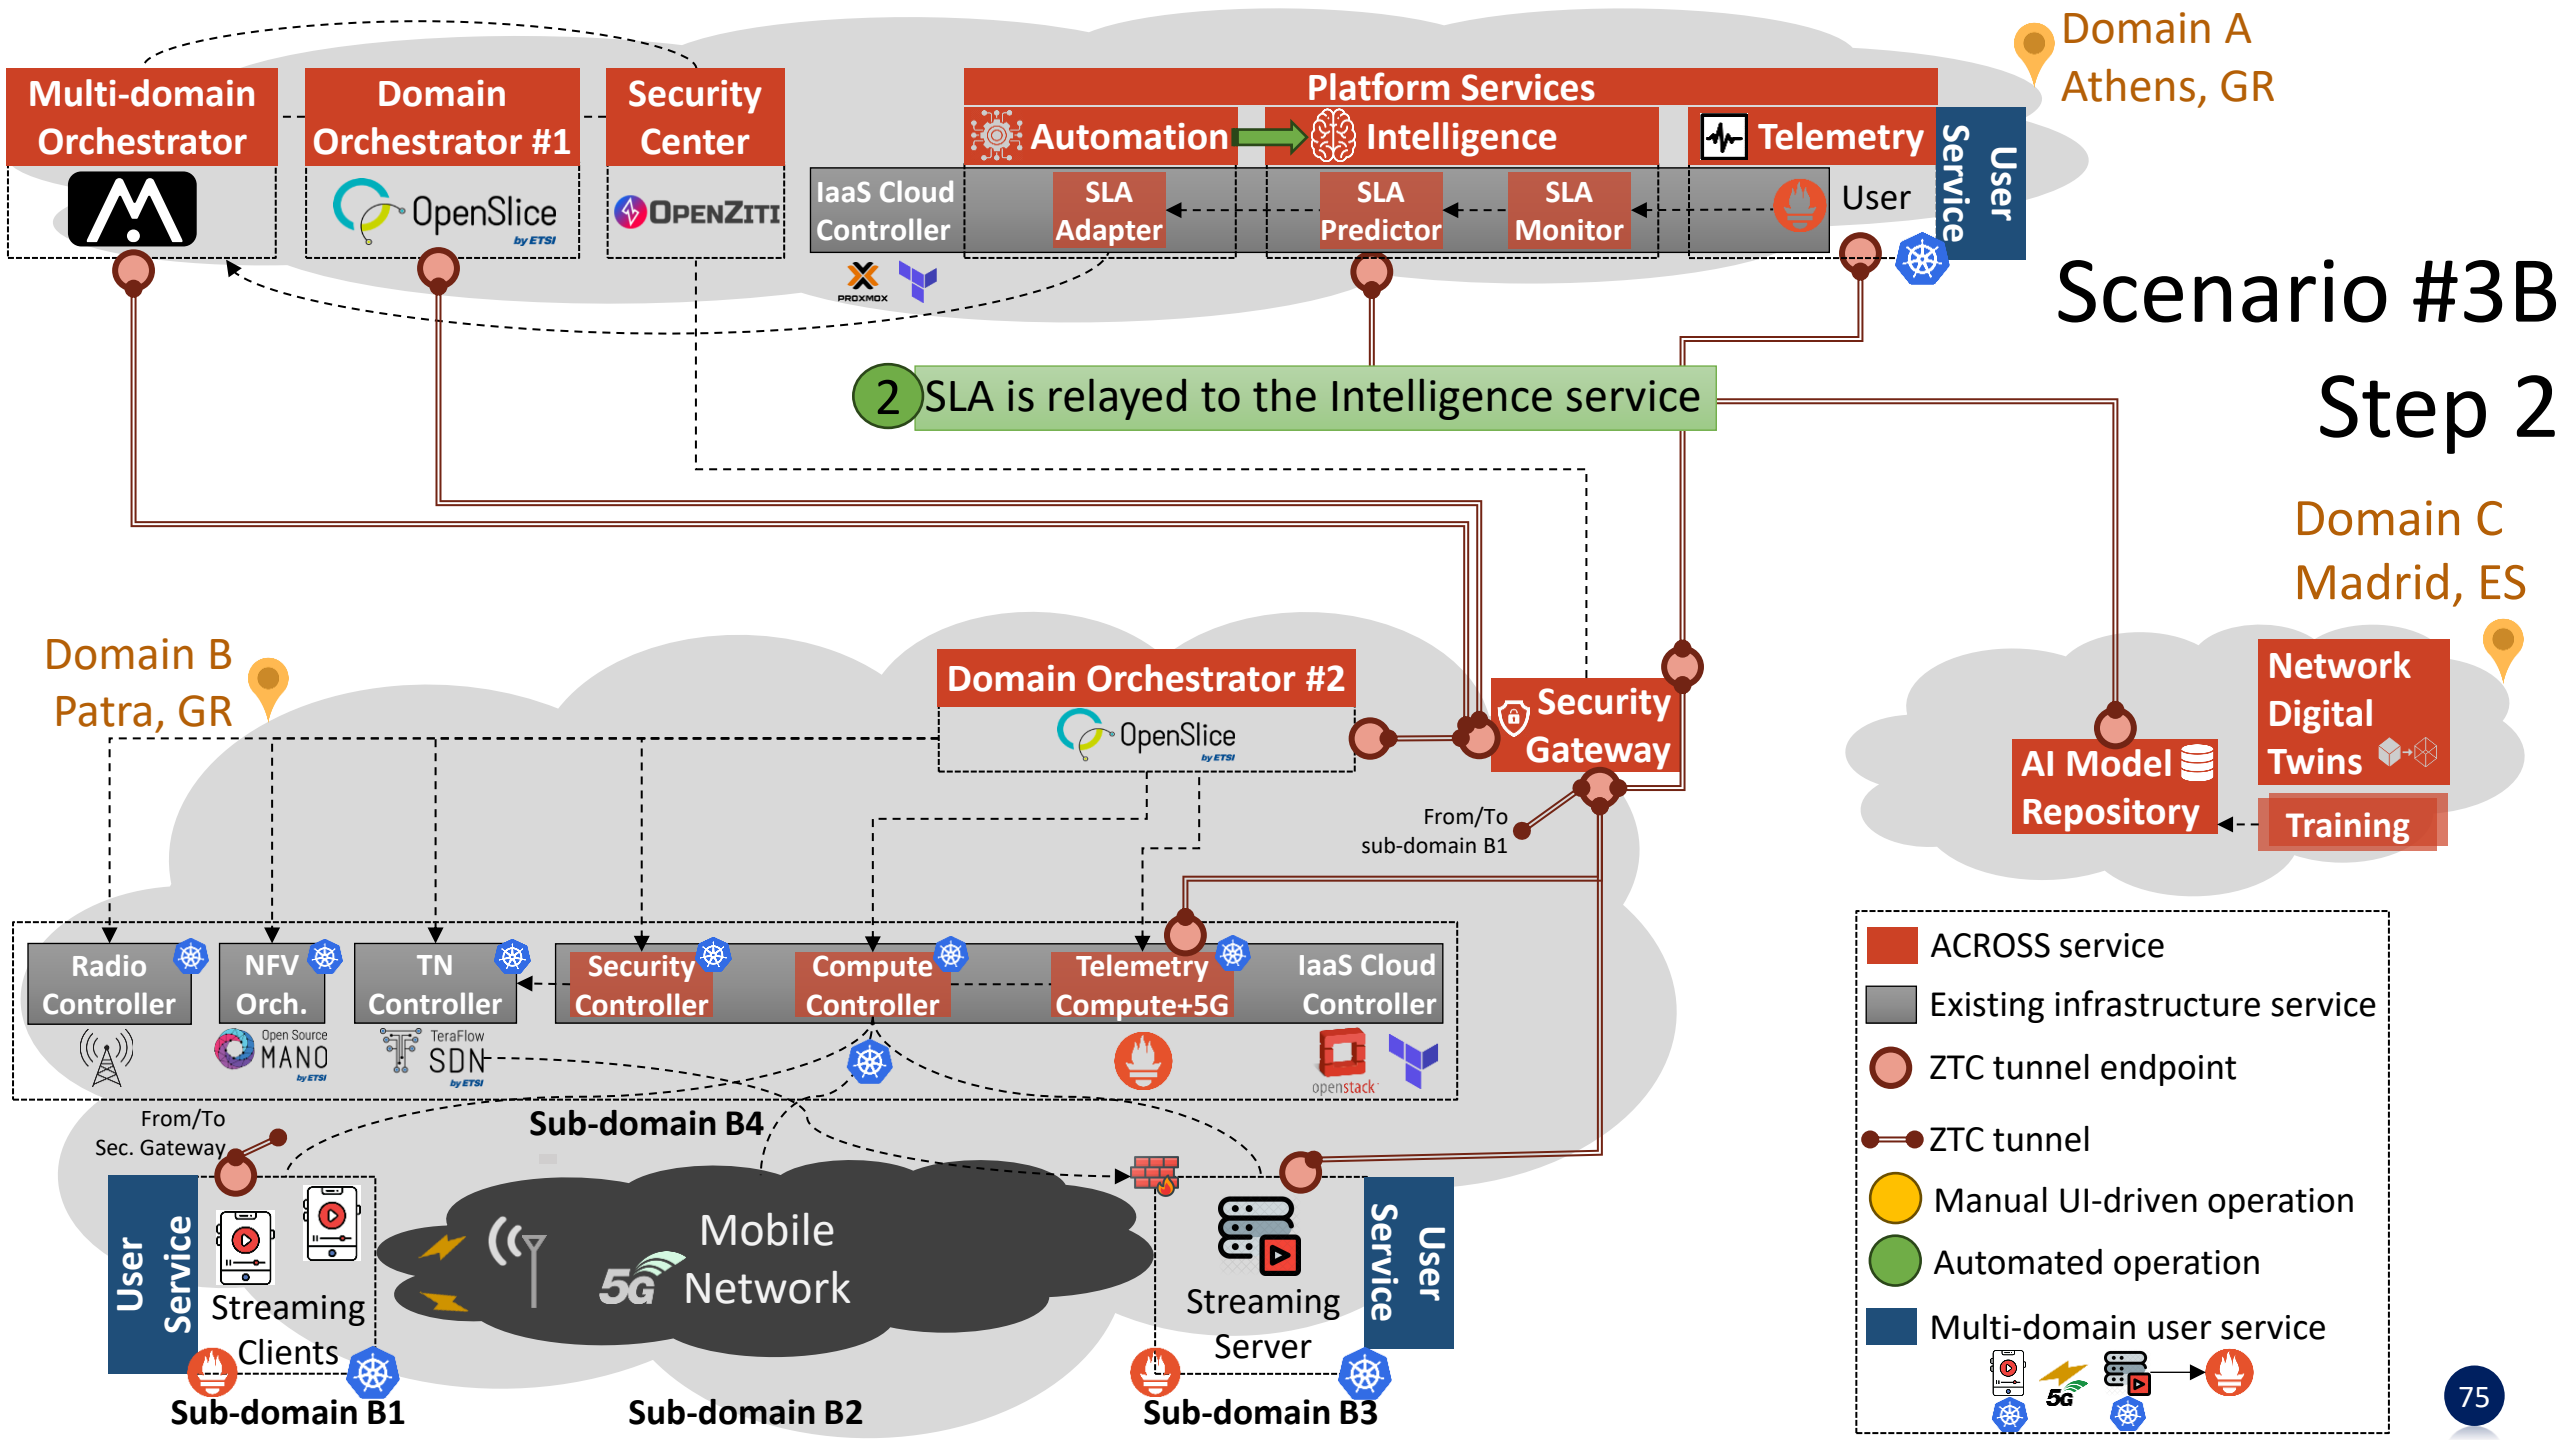 Domain A
Athens, GR
Multi-domain
Orchestrator
Domain
Orchestrator #1
OpenSlice
by ETSI
Security
Center
OPENZITI
Platform Services
Automation
Intelligence
Telemetry
User
Service
IaaS Cloud
Controller
SLA
Adapter
SLA
Predictor
SLA
Monitor
User
PROXMOX
Scenario #3B
Step 2
2
SLA is relayed to the Intelligence service
Domain C
Madrid, ES
Domain B
Patra, GR
Domain Orchestrator #2
OpenSlice
by ETSI
Security
Gateway
From/To
sub-domain B1
Network
Digital
Twins
AI Model
Repository
Training
Radio
Controller
NFV
Orch.
Open Source
MANO
by ETSI
TN
Controller
TeraFlow
SDN
by ETSI
Security
Controller
Compute
Controller
Telemetry
Compute+5G
IaaS Cloud
Controller
openstack
Sub-domain B4
From/To
Sec. Gateway
User
Service
Streaming
Clients
Sub-domain B1
5G
Mobile
Network
Sub-domain B2
Streaming
Server
User
Service
Sub-domain B3
ACROSS service
Existing infrastructure service
ZTC tunnel endpoint
ZTC tunnel
Manual UI-driven operation
Automated operation
Multi-domain user service
5G
75